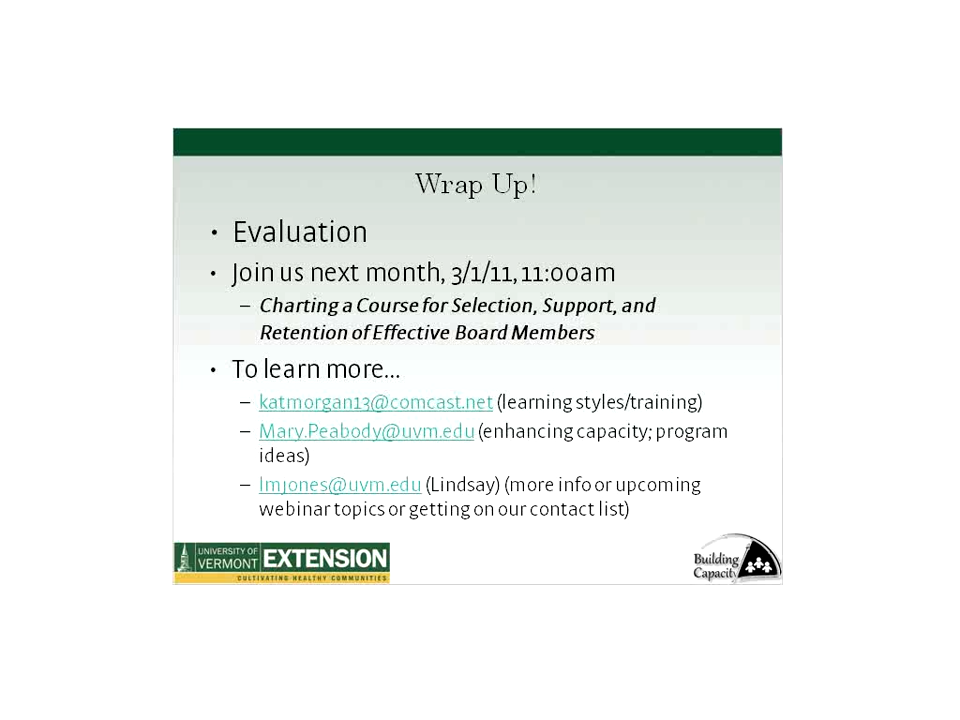 Wrap Up!
• Evaluation
• Join us next month, 3/1/11, 11:00am
– Charting a Course for Selection, Support, and
Retention of Effective Board Members
• To learn more...
– katmorgan13@comcast.net (learning styles/training)
– Mary.Peabody@uvm.edu (enhancing capacity; program
ideas)
– lmjones@uvm.edu (Lindsay) (more info or upcoming
webinar topics or getting on our contact list)
UNIVERSITY OF
VERMONT EXTENSION
CULTIVATING HEALTHY COMMUNITIES
Building
Capacity